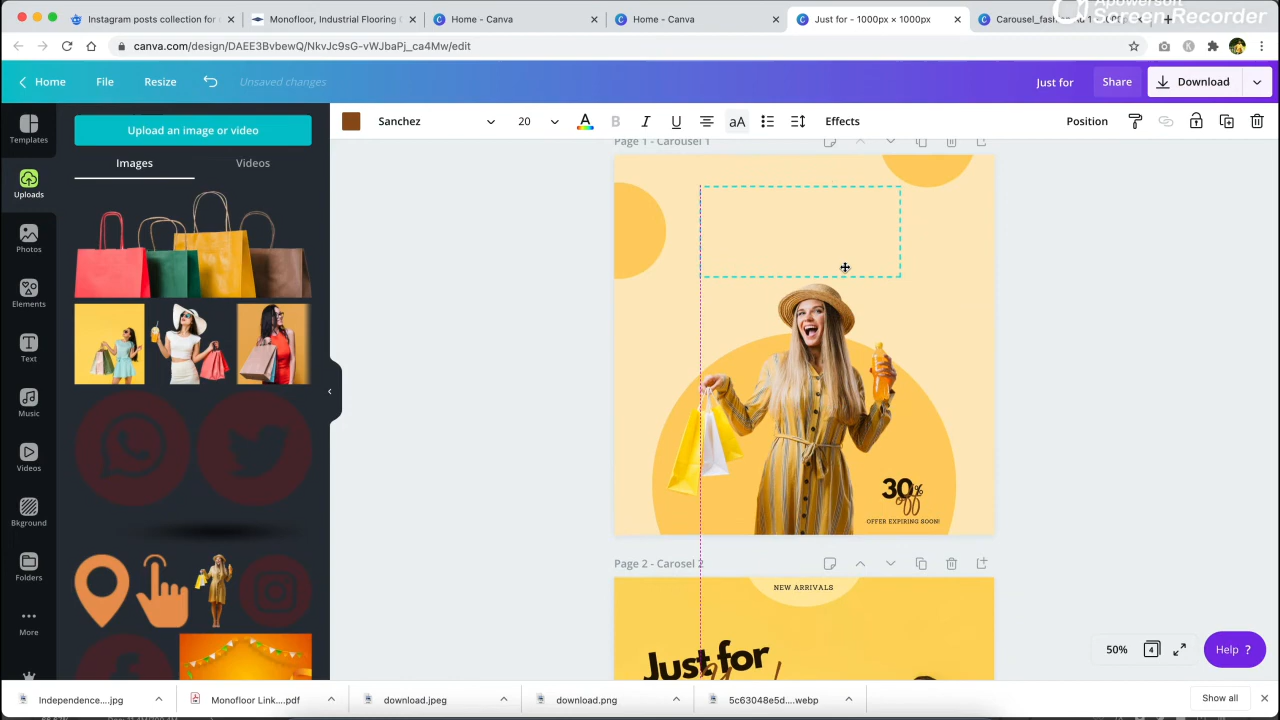 Apowersoft
Screen Recorder
Instagram posts collection for
Monofloor, Industrial Flooring
Home - Canva
Home - Canva
Just for - 1000px × 1000px
canva.com/design/DAEE3BvbewQ/NkvJc9sG-vWJbaPj_ca4Mw/edit
Home
File
Resize
Unsaved changes
Just for
Share
Download
Templates
Uploads
Photos
Elements
Text
Music
Videos
Bkground
Folders
More
Upload an image or video
Images
Videos
Sanchez
20
A
B
I
U
aA
Effects
Position
Page 1 - Carousel 1
30% off
OFFER EXPIRING SOON!
Page 2 - Carosel 2
NEW ARRIVALS
Just for
50%
4
Help ?
Independence....jpg
Monofloor Link....pdf
download.jpeg
download.png
5c63048e5d....webp
Show all